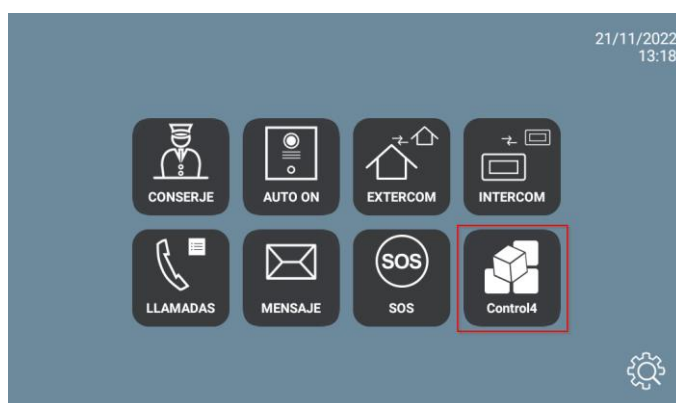 21/11/2022
13:18
CONSERJE
AUTO ON
EXTERCOM
INTERCOM
SOS
LLAMADAS
MENSAJE
SOS
Control4